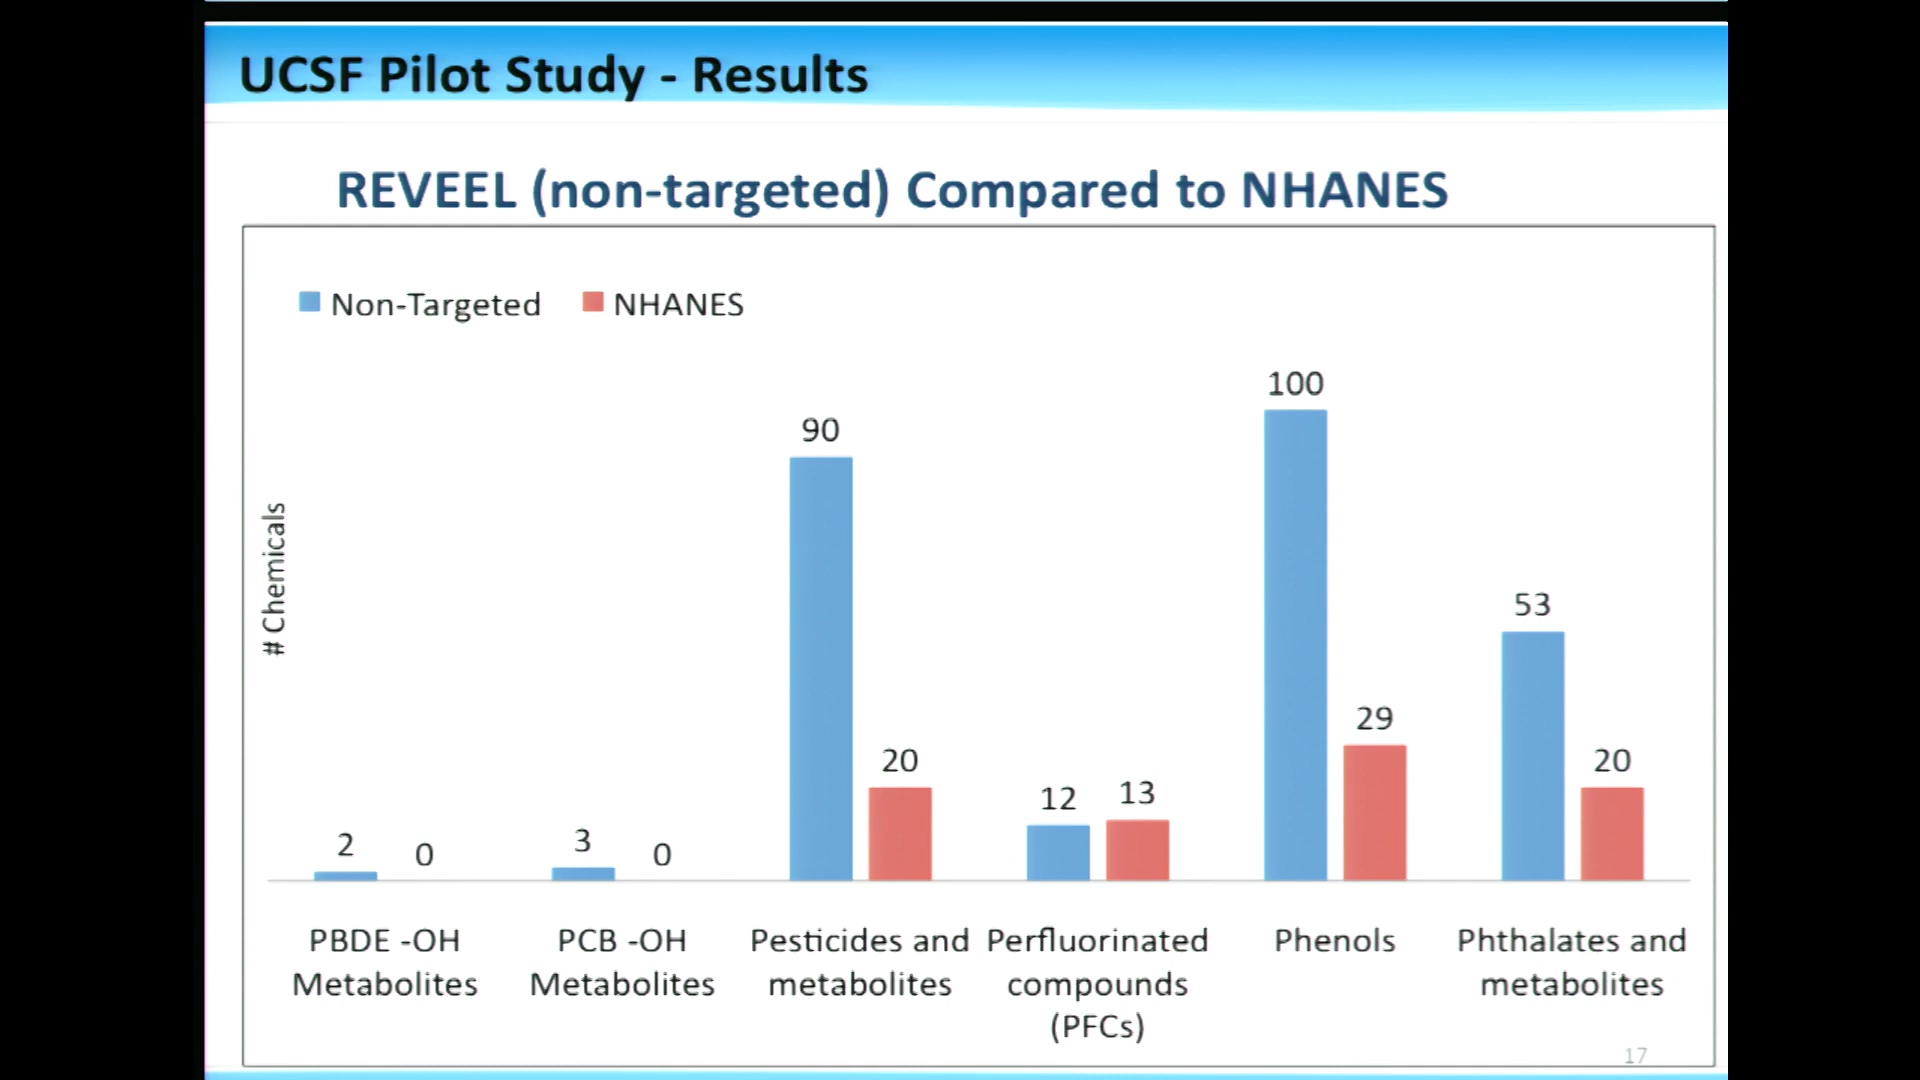 UCSF Pilot Study - Results
REVEEL (non-targeted) Compared to NHANES
Non-Targeted NHANES
# Chemicals
2 0 3 0 90 20 12 13 100 29 53 20
PBDE -OH
Metabolites
PCB -OH
Metabolites
Pesticides and
metabolites
Perfluorinated
compounds
(PFCs)
Phenols
Phthalates and
metabolites
17